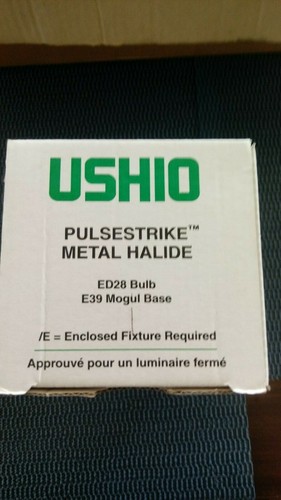 USHIO
PULSESTRIKE™
METAL HALIDE
ED28 Bulb
E39 Mogul Base
/E = Enclosed Fixture Required
Approuvé pour un luminaire fermé